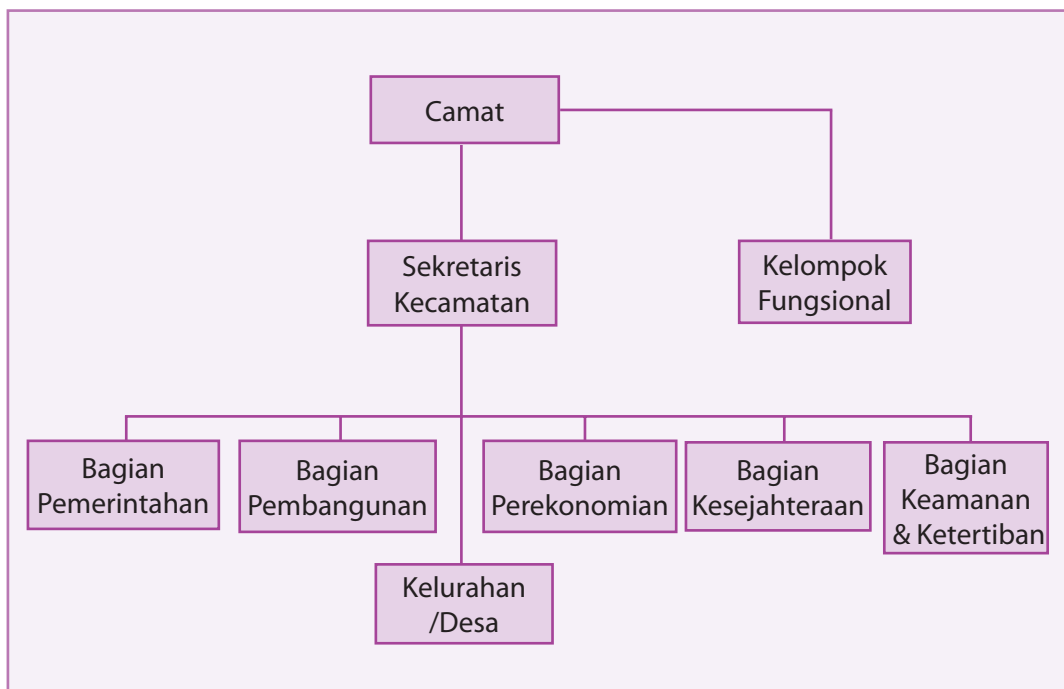 Camat
Sekretaris
Kecamatan
Kelompok
Fungsional
Bagian
Pemerintahan
Bagian
Pembangunan
Bagian
Perekonomian
Bagian
Kesejahteraan
Bagian
Keamanan
& Ketertiban
Kelurahan
/Desa